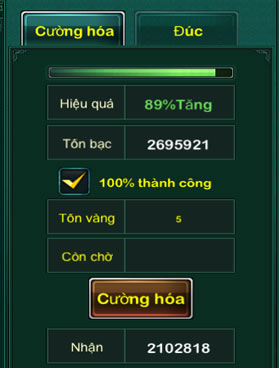 Cường hóa Đúc
Hiệu quả 89%Tăng
Tốn bạc 2695921
100% thành công
Tốn vàng 5
Còn chờ
Cường hóa
Nhận 2102818